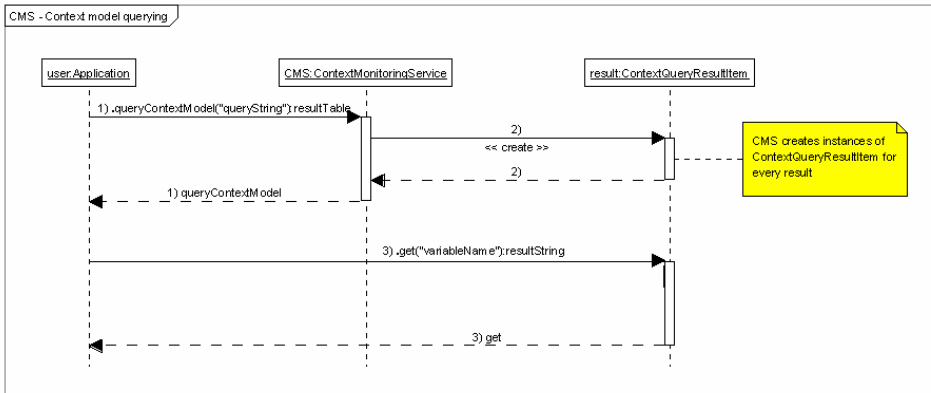 CMS - Context model querying
user:Application
CMS:ContextMonitoringService
result:ContextQueryResultItem
1) .queryContextModel("queryString"):resultTable
2)
<< create >>
CMS creates instances of
ContextQueryResultItem for
every result
2)
1) queryContextModel
3) .get("variableName"):resultString
3) get